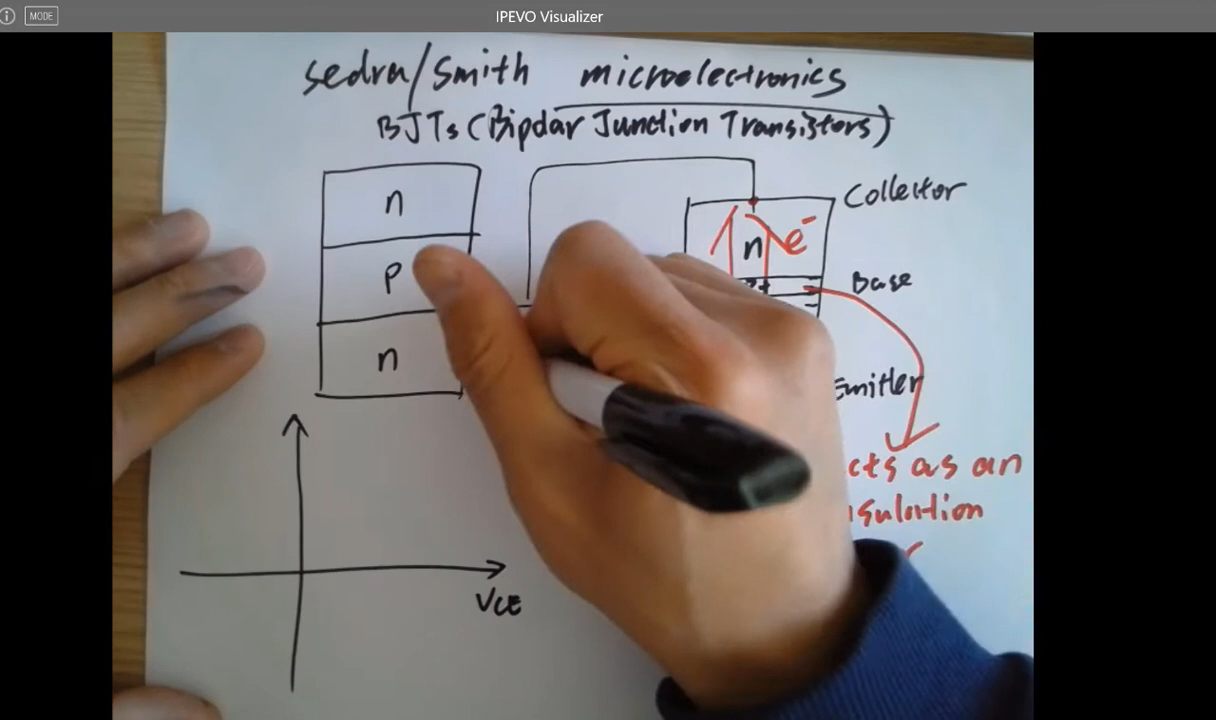 MODE
IPEVO Visualizer
Sedra/Smith microelectronics
BJTs (Bipolar Junction Transistors)
n
p
n
Collector
n e-
Base
Emitter
cts as an
sulation
VCE